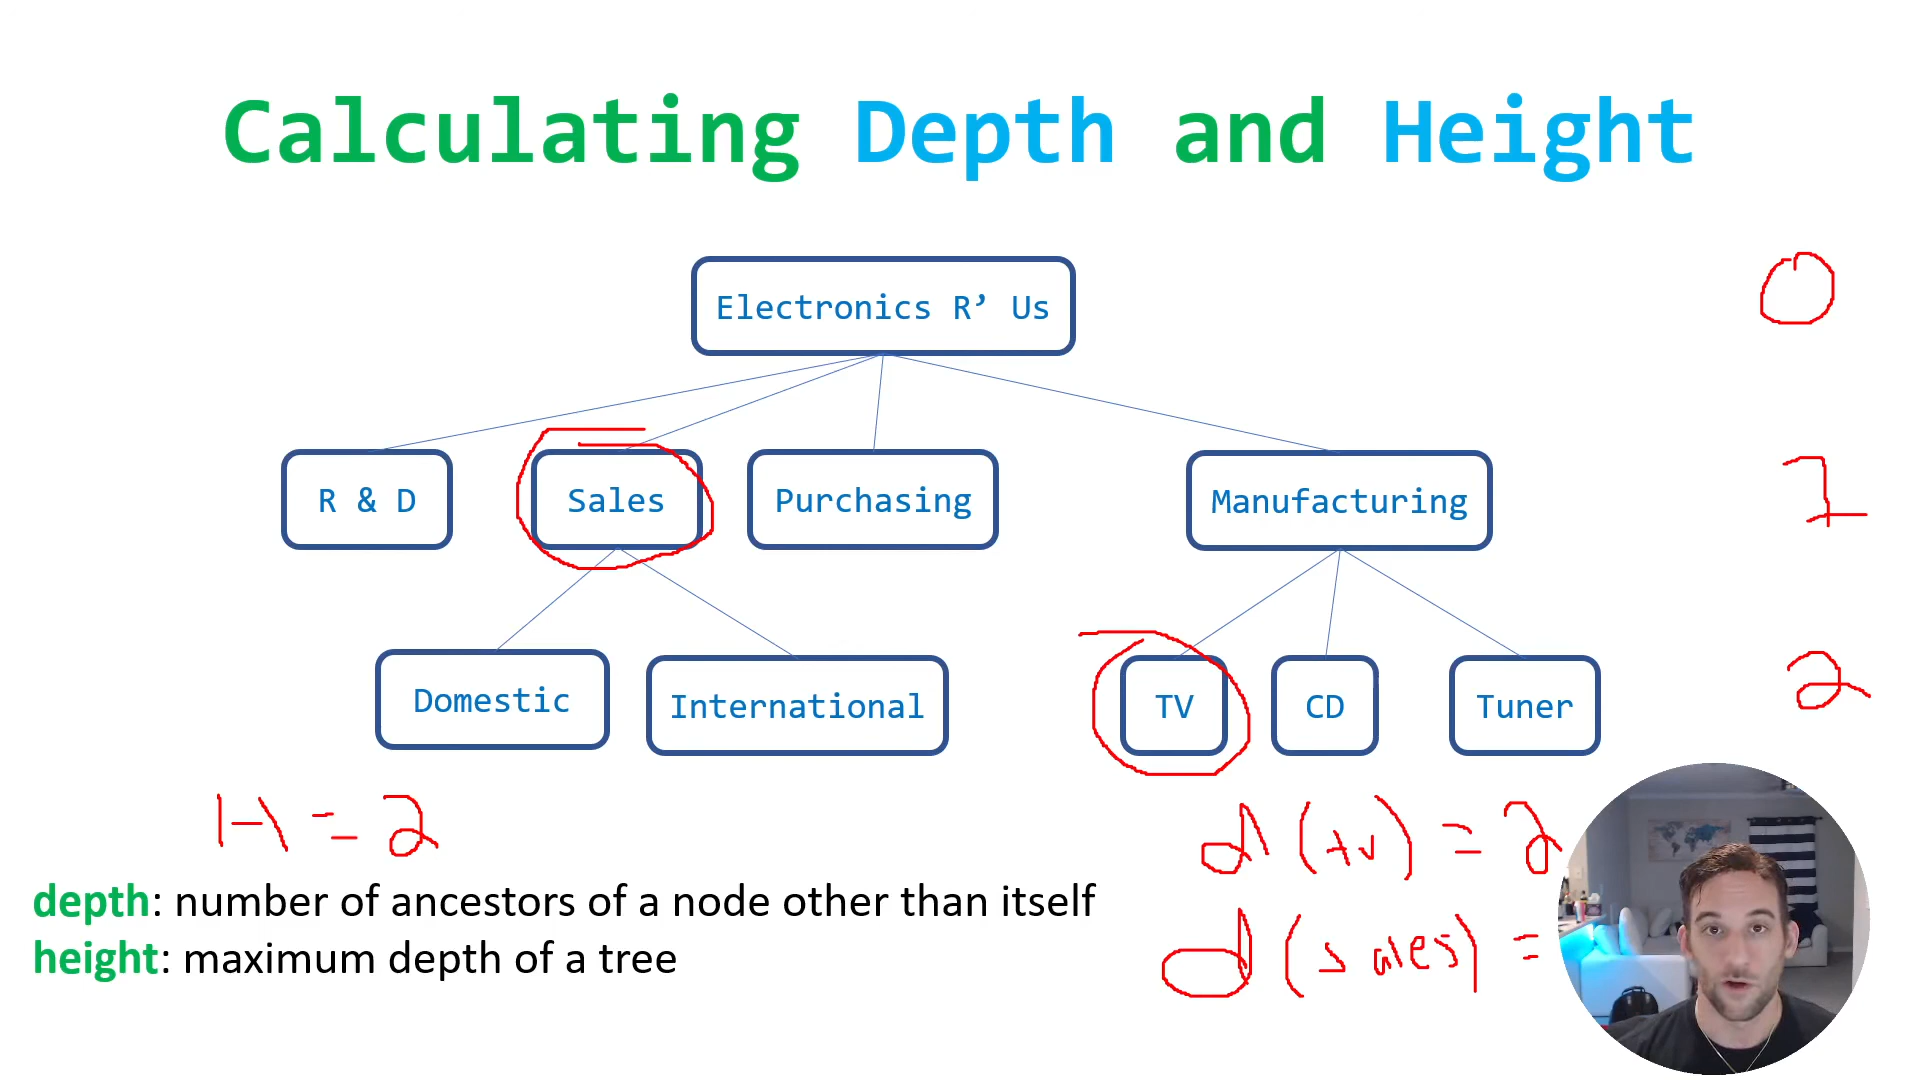 Calculating Depth and Height
Electronics R’ Us
0
R & D
Sales
Purchasing
Manufacturing
1
Domestic
International
TV
CD
Tuner
2
H = 2
d (tv) = 2
depth: number of ancestors of a node other than itself
d (sales) =
height: maximum depth of a tree